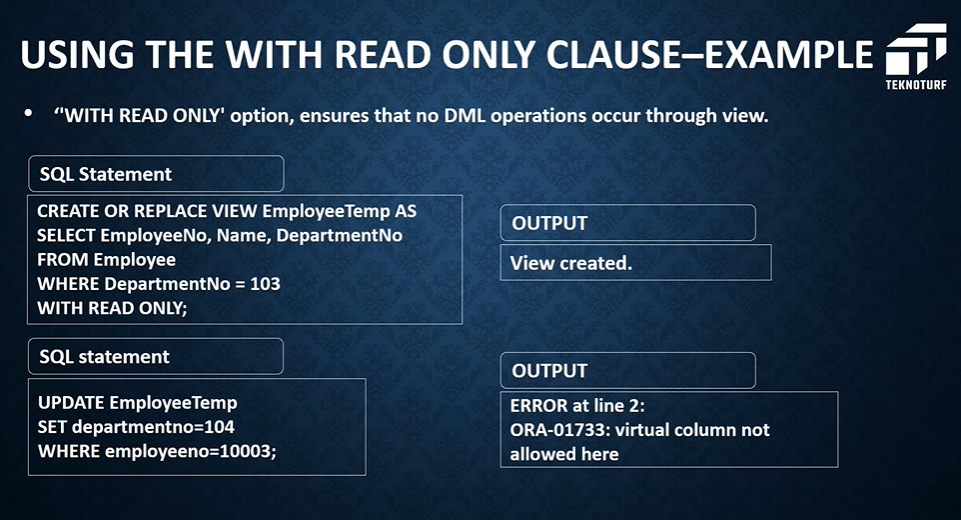 USING THE WITH READ ONLY CLAUSE–EXAMPLE
TEKNOTURF
• ‘'WITH READ ONLY' option, ensures that no DML operations occur through view.
SQL Statement
CREATE OR REPLACE VIEW EmployeeTemp AS
SELECT EmployeeNo, Name, DepartmentNo
FROM Employee
WHERE DepartmentNo = 103
WITH READ ONLY;
OUTPUT
View created.
SQL statement
UPDATE EmployeeTemp
SET departmentno=104
WHERE employeeno=10003;
OUTPUT
ERROR at line 2:
ORA-01733: virtual column not
allowed here